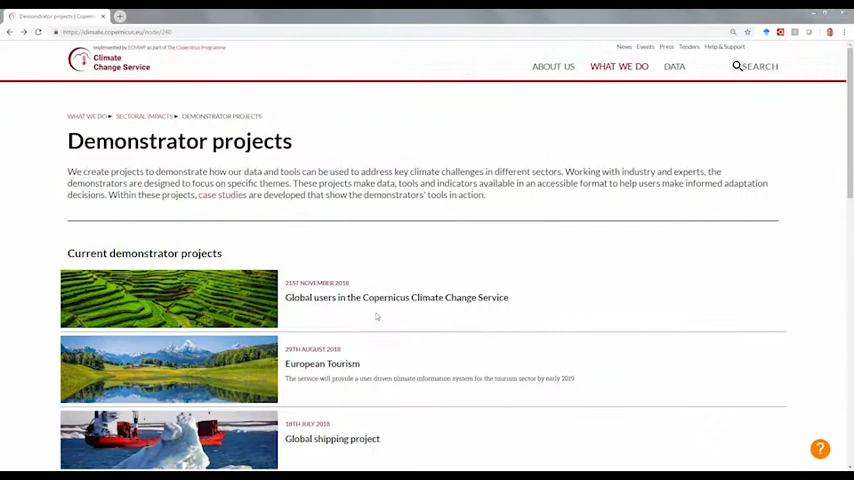 Demonstrator projects | Coperni
https://climate.copernicus.eu/node/240
implemented by ECMWF as part of The Copernicus Programme
Climate
Change Service
News Events Press Tenders Help & Support
ABOUT US WHAT WE DO DATA SEARCH
WHAT WE DO ▸ SECTORAL IMPACTS ▸ DEMONSTRATOR PROJECTS
Demonstrator projects
We create projects to demonstrate how our data and tools can be used to address key climate challenges in different sectors. Working with industry and experts, the
demonstrators are designed to focus on specific themes. These projects make data, tools and indicators available in an accessible format to help users make informed adaptation
decisions. Within these projects, case studies are developed that show the demonstrators' tools in action.
Current demonstrator projects
21ST NOVEMBER 2018
Global users in the Copernicus Climate Change Service
29TH AUGUST 2018
European Tourism
The service will provide a user driven climate information system for the tourism sector by early 2019.
18TH JULY 2018
Global shipping project
?